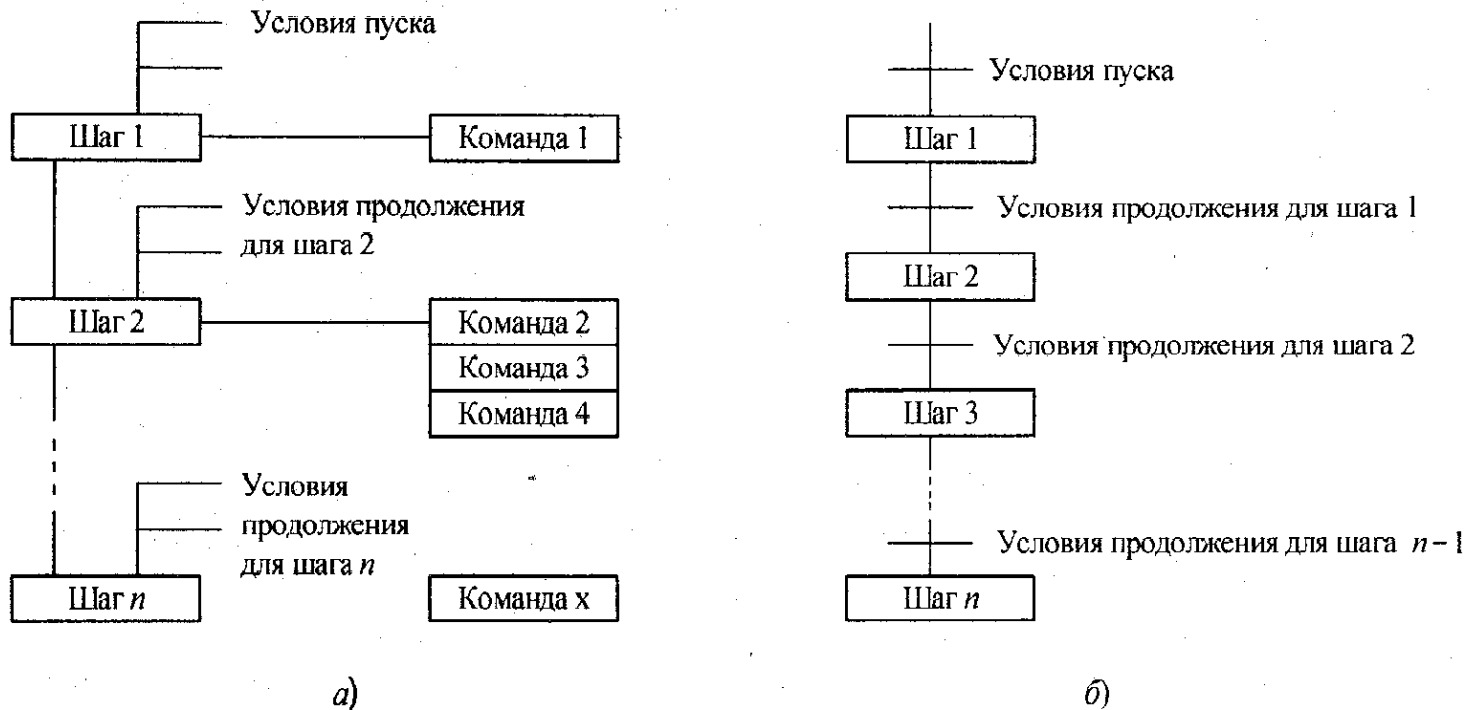 Условия пуска
Шаг 1
Команда 1
Условия продолжения
для шага 2
Шаг 2
Команда 2
Команда 3
Команда 4
Условия
продолжения
для шага n
Шаг n
Команда х
а)
Условия пуска
Шаг 1
Условия продолжения для шага 1
Шаг 2
Условия продолжения для шага 2
Шаг 3
Условия продолжения для шага n – 1
Шаг n
б)